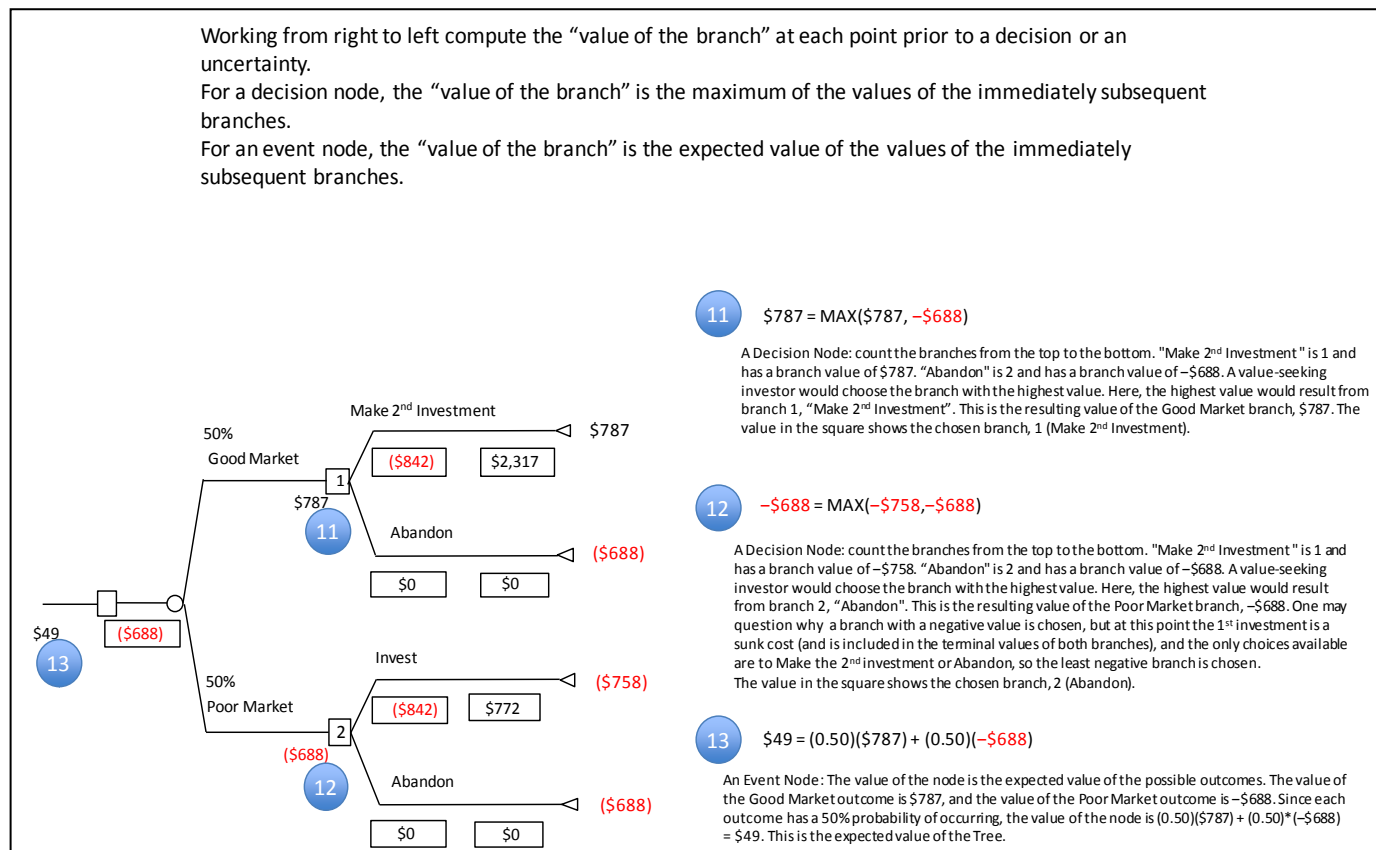 Working from right to left compute the “value of the branch” at each point prior to a decision or an
uncertainty.
For a decision node, the “value of the branch” is the maximum of the values of the immediately subsequent
branches.
For an event node, the “value of the branch” is the expected value of the values of the immediately
subsequent branches.
11
$787 = MAX($787, –$688)
A Decision Node: count the branches from the top to the bottom. "Make 2nd Investment" is 1 and
has a branch value of $787. “Abandon" is 2 and has a branch value of –$688. A value-seeking
investor would choose the branch with the highest value. Here, the highest value would result from
branch 1, “Make 2nd Investment”. This is the resulting value of the Good Market branch, $787. The
value in the square shows the chosen branch, 1 (Make 2nd Investment).
12
–$688 = MAX(–$758,–$688)
A Decision Node: count the branches from the top to the bottom. "Make 2nd Investment" is 1 and
has a branch value of –$758. “Abandon" is 2 and has a branch value of –$688. A value-seeking
investor would choose the branch with the highest value. Here, the highest value would result
from branch 2, “Abandon". This is the resulting value of the Poor Market branch, –$688. One may
question why a branch with a negative value is chosen, but at this point the 1st investment is a
sunk cost (and is included in the terminal values of both branches), and the only choices available
are to Make the 2nd investment or Abandon, so the least negative branch is chosen.
The value in the square shows the chosen branch, 2 (Abandon).
13
$49 = (0.50)($787) + (0.50)(–$688)
An Event Node: The value of the node is the expected value of the possible outcomes. The value of
the Good Market outcome is $787, and the value of the Poor Market outcome is –$688. Since each
outcome has a 50% probability of occurring, the value of the node is (0.50)($787) + (0.50)*(–$688)
= $49. This is the expected value of the Tree.
Make 2nd Investment
$787
50%
Good Market
($842)
$2,317
1
$787
11
Abandon
($688)
$0
$0
$49
($688)
13
Invest
($758)
50%
Poor Market
($842)
$772
2
($688)
12
Abandon
($688)
$0
$0